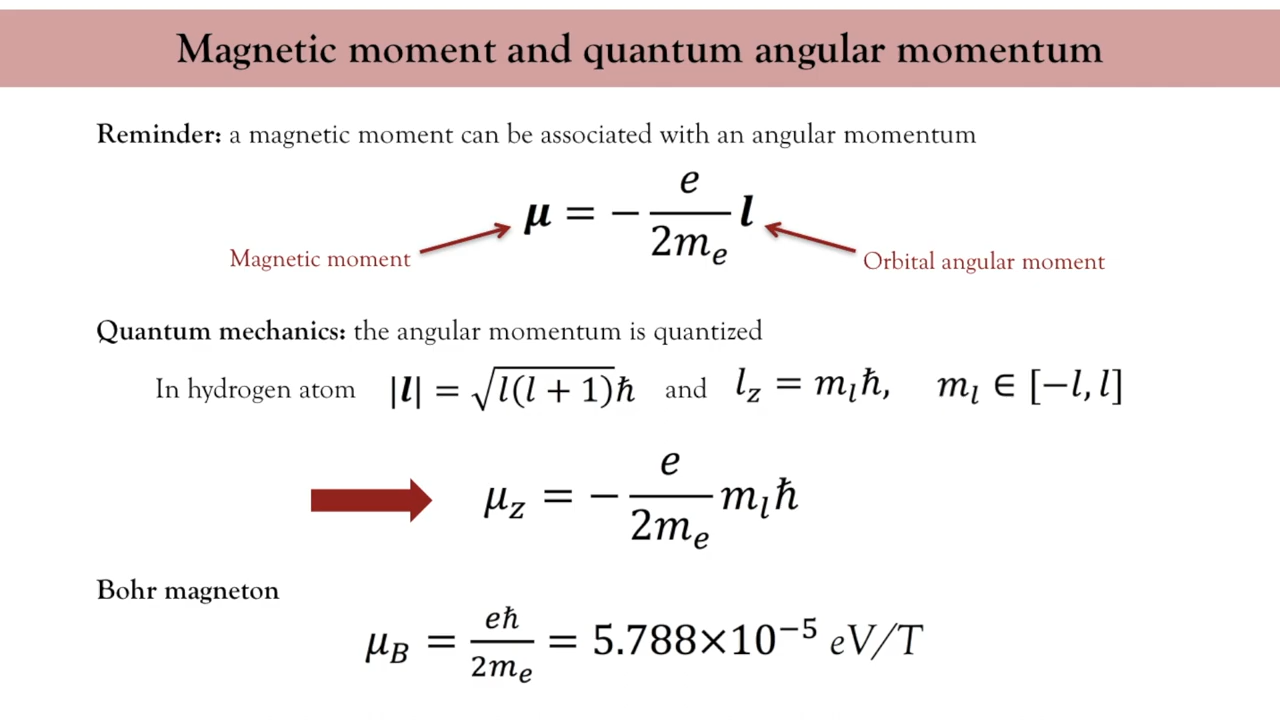 Magnetic moment and quantum angular momentum
Reminder: a magnetic moment can be associated with an angular momentum
μ = − e/2mₑ l
Magnetic moment
Orbital angular moment
Quantum mechanics: the angular momentum is quantized
In hydrogen atom |l| = √l(l + 1)ħ and l_z = m_lħ, m_l ∈ [−l, l]
μ_z = − e/2mₑ m_lħ
Bohr magneton
μ_B = eħ/2mₑ = 5.788×10⁻⁵ eV/T